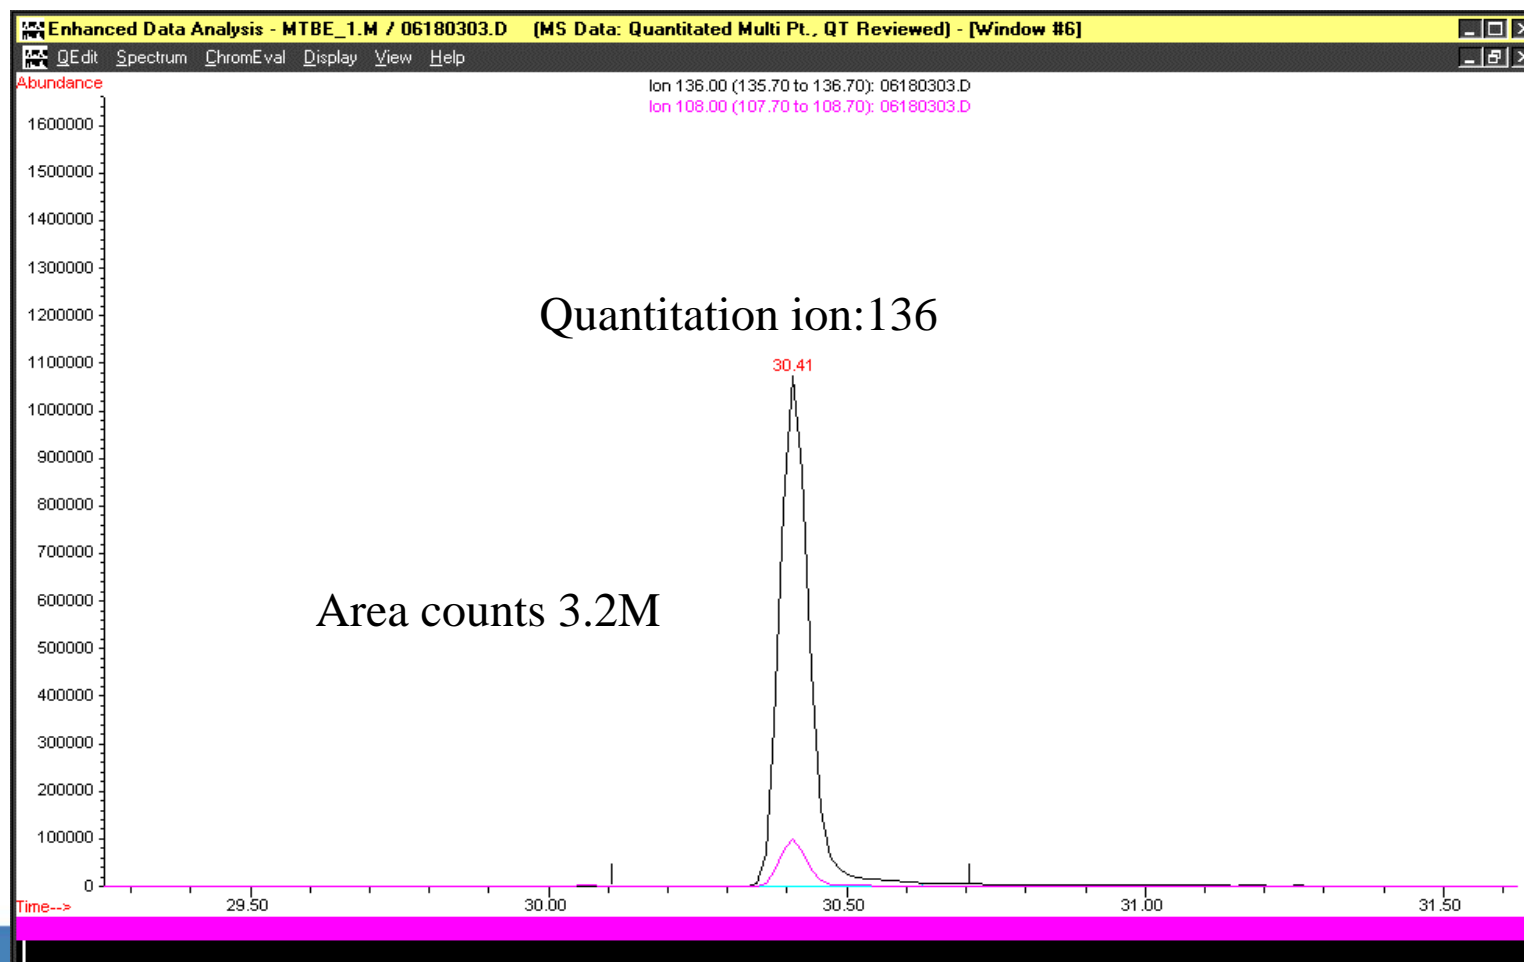 Enhanced Data Analysis - MTBE_1.M / 06180303.D (MS Data: Quantitated Multi Pt., QT Reviewed) - [Window #6]
QEdit Spectrum ChromEval Display View Help
Abundance
Ion 136.00 (135.70 to 136.70): 06180303.D
Ion 108.00 (107.70 to 108.70): 06180303.D
1600000
1500000
1400000
1300000
1200000
Quantitation ion:136
1100000
30.41
1000000
900000
800000
700000
600000
Area counts 3.2M
500000
400000
300000
200000
100000
0
Time-->
29.50 30.00 30.50 31.00 31.50